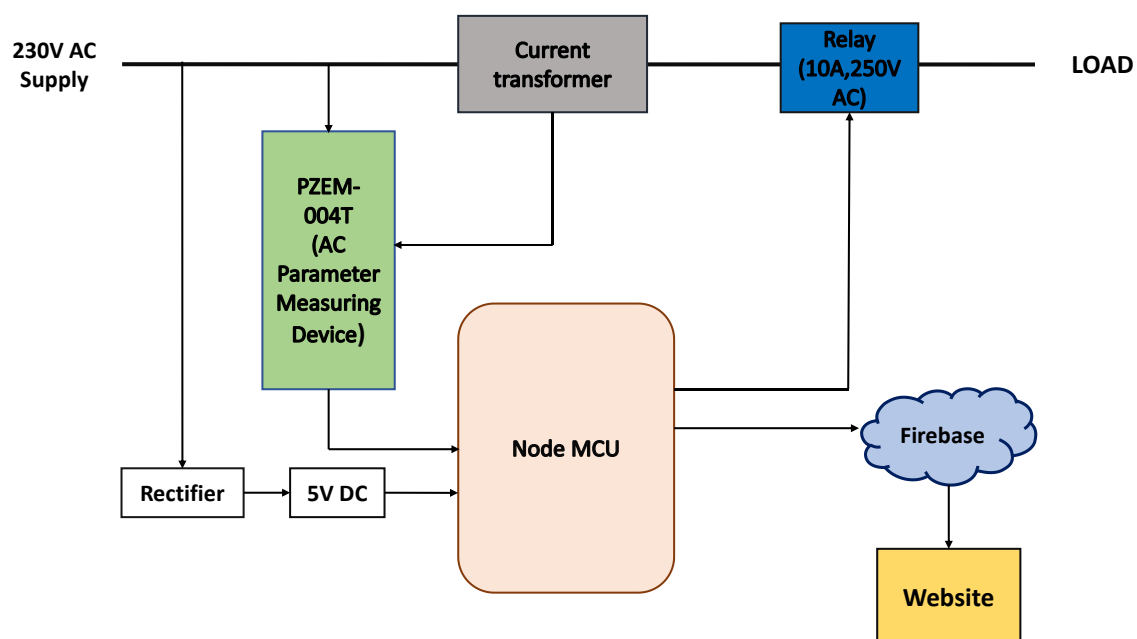 230V AC
Supply
Current
transformer
Relay
(10A,250V
AC)
LOAD
PZEM-
004T
(AC
Parameter
Measuring
Device)
Node MCU
Firebase
Rectifier
5V DC
Website